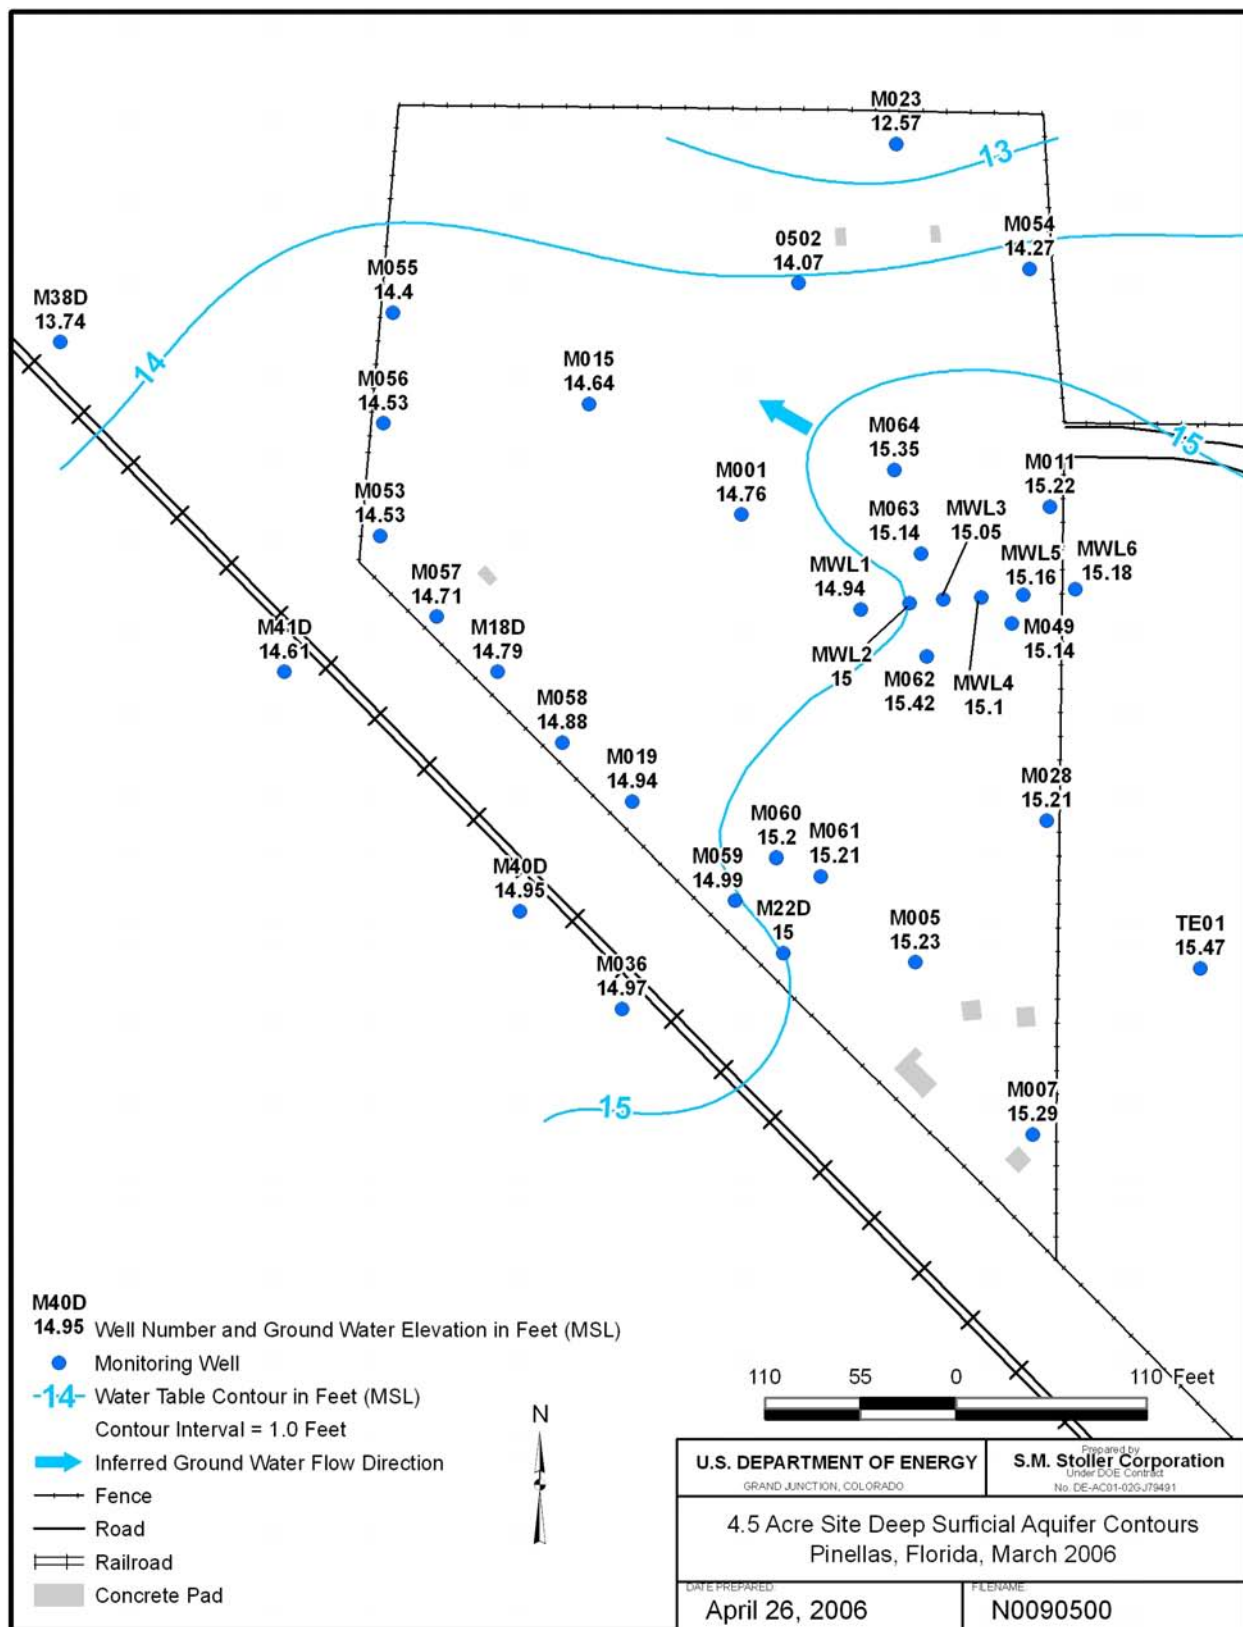 M023
12.57
13
M054
14.27
0502
14.07
M055
14.4
M38D
13.74
14
M015
14.64
M056
14.53
M064
15.35
15
M011
15.22
M001
14.76
M053
14.53
M063
15.14
MWL3
15.05
MWL5
15.16
MWL6
15.18
MWL1
14.94
M057
14.71
M18D
14.79
M41D
14.61
M049
15.14
MWL2
15
M062
15.42
MWL4
15.1
M058
14.88
M019
14.94
M028
15.21
M060
15.2
M061
15.21
M059
14.99
M40D
14.95
M22D
15
M005
15.23
TE01
15.47
M036
14.97
15
M007
15.29
M40D
14.95 Well Number and Ground Water Elevation in Feet (MSL)
Monitoring Well
14 Water Table Contour in Feet (MSL)
Contour Interval = 1.0 Feet
Inferred Ground Water Flow Direction
Fence
Road
Railroad
Concrete Pad
N
110 55 0 110 Feet
U.S. DEPARTMENT OF ENERGY
GRAND JUNCTION, COLORADO
Prepared by
S.M. Stoller Corporation
Under DOE Contract
No. DE-AC01-02GJ79491
4.5 Acre Site Deep Surficial Aquifer Contours
Pinellas, Florida, March 2006
DATE PREPARED:
April 26, 2006
FILENAME:
N0090500